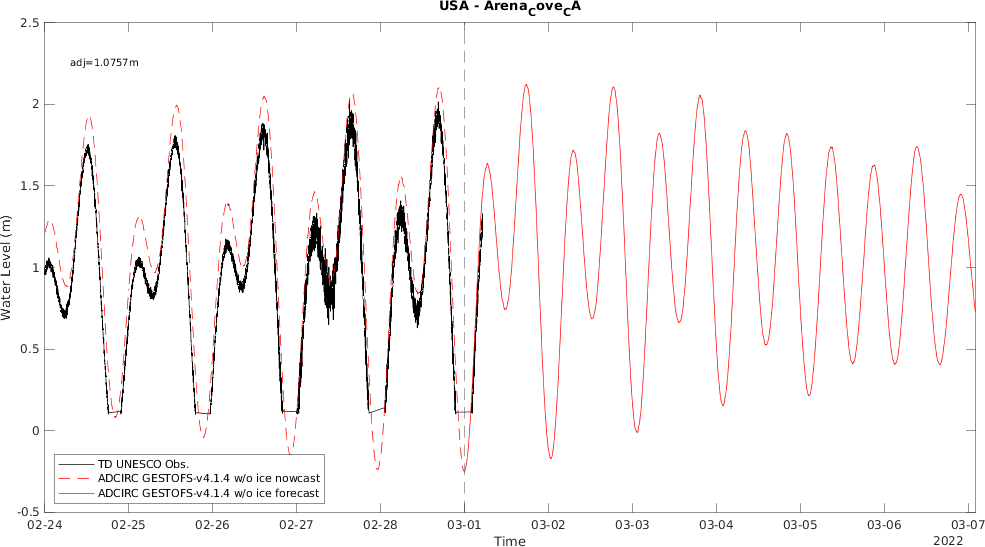 USA - ArenaCoveCA
adj=1.0757m
2.5
2
1.5
1
0.5
0
-0.5
Water Level (m)
TD UNESCO Obs.
ADCIRC GESTOFS-v4.1.4 w/o ice nowcast
ADCIRC GESTOFS-v4.1.4 w/o ice forecast
02-24 02-25 02-26 02-27 02-28 03-01 03-02 03-03 03-04 03-05 03-06 03-07
Time
2022